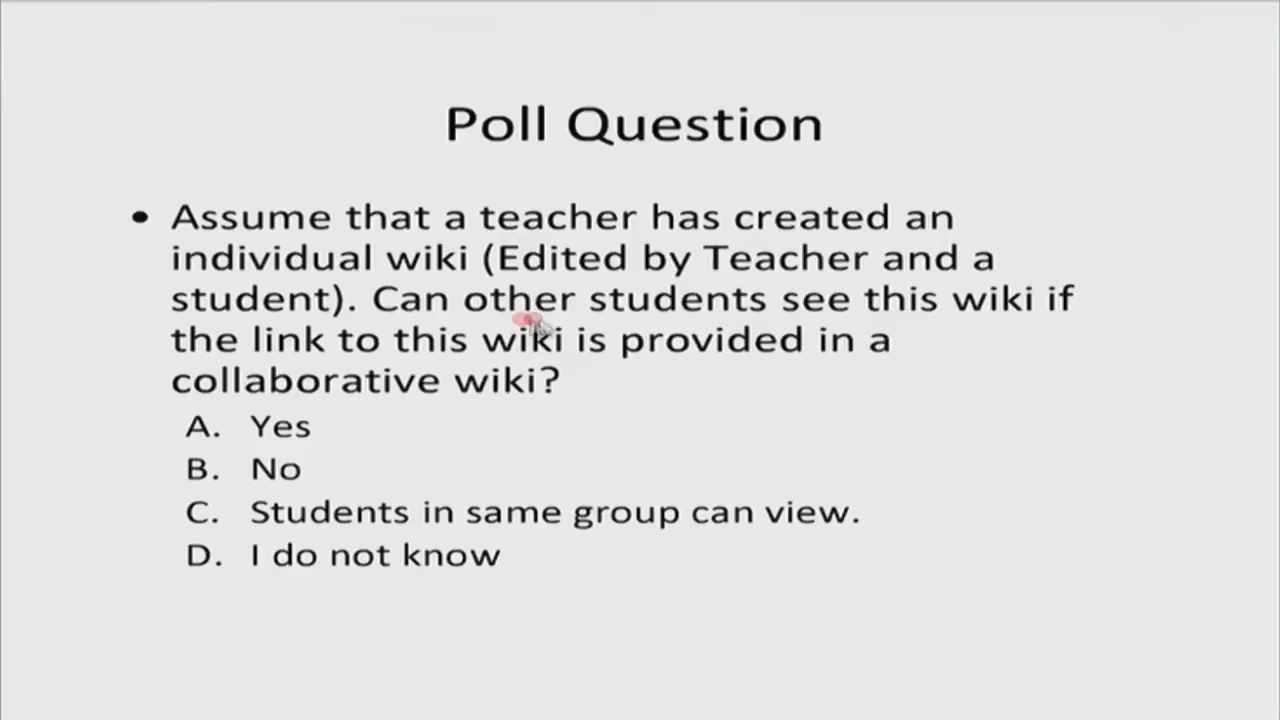 Poll Question
• Assume that a teacher has created an
individual wiki (Edited by Teacher and a
student). Can other students see this wiki if
the link to this wiki is provided in a
collaborative wiki?
A. Yes
B. No
C. Students in same group can view.
D. I do not know